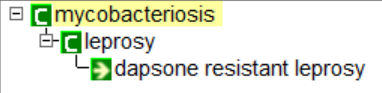 C mycobacteriosis
C leprosy
dapsone resistant leprosy